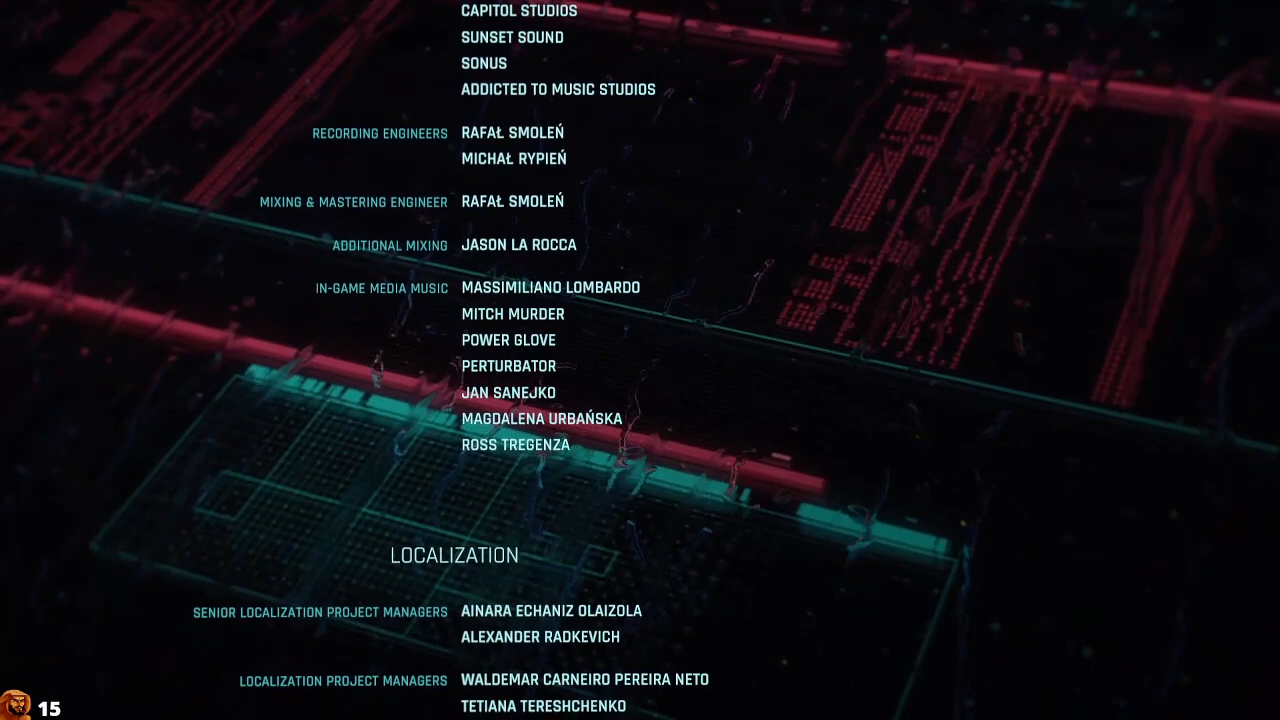 CAPITOL STUDIOS
SUNSET SOUND
SONUS
ADDICTED TO MUSIC STUDIOS
RECORDING ENGINEERS RAFAŁ SMOLEŃ
MICHAŁ RYPIEŃ
MIXING & MASTERING ENGINEER RAFAŁ SMOLEŃ
ADDITIONAL MIXING JASON LA ROCCA
IN-GAME MEDIA MUSIC MASSIMILIANO LOMBARDO
MITCH MURDER
POWER GLOVE
PERTURBATOR
JAN SANEJKO
MAGDALENA URBAŃSKA
ROSS TREGENZA
LOCALIZATION
SENIOR LOCALIZATION PROJECT MANAGERS AINARA ECHANIZ OLAIZOLA
ALEXANDER RADKEVICH
LOCALIZATION PROJECT MANAGERS WALDEMAR CARNEIRO PEREIRA NETO
TETIANA TERESHCHENKO
15